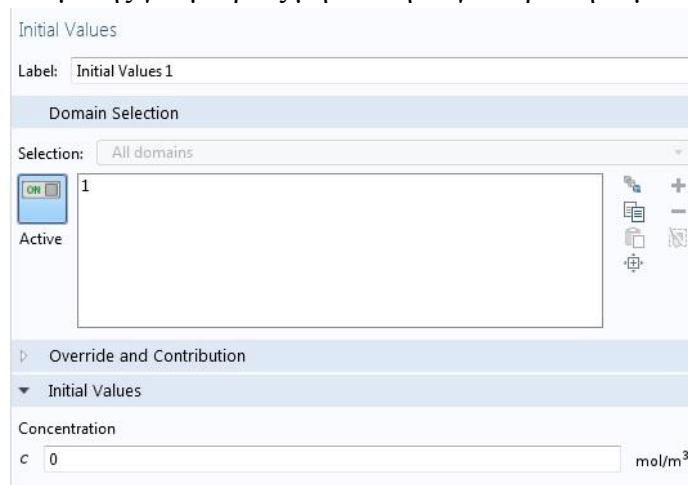 Initial Values
Label: Initial Values 1
Domain Selection
Selection: All domains
ON 1
Active
Override and Contribution
Initial Values
Concentration
c 0 mol/m³